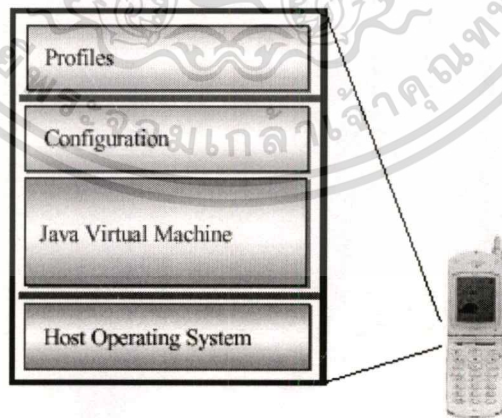 Profiles
Configuration
Java Virtual Machine
Host Operating System